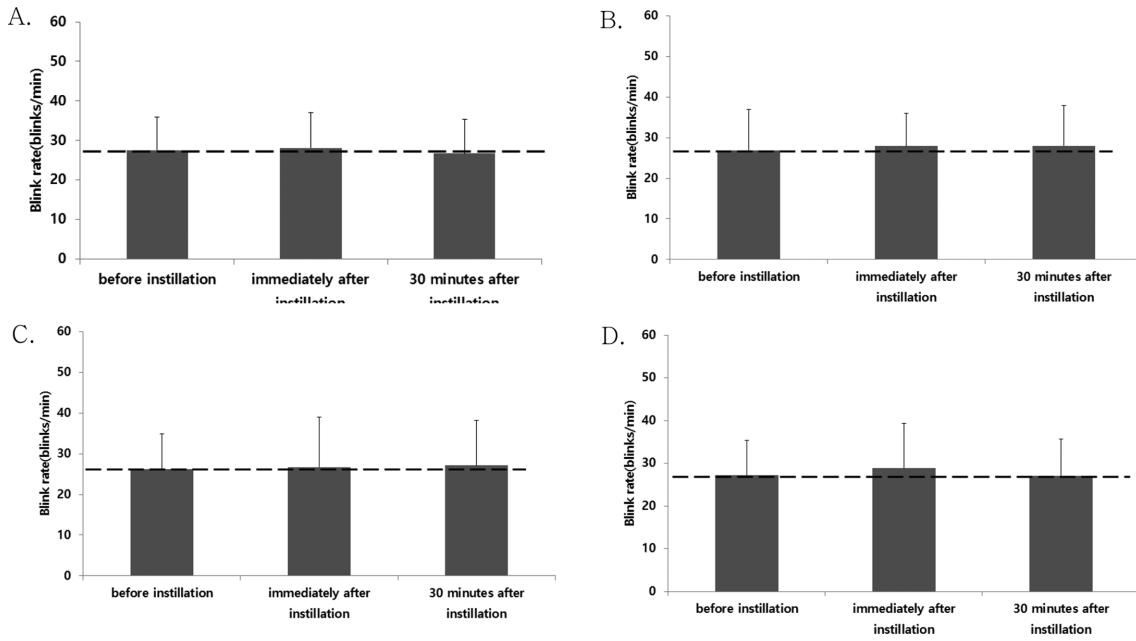 A.
Blink rate(blinks/min)
60
50
40
30
20
10
0
before instillation
immediately after
instillation
30 minutes after
instillation
B.
Blink rate(blinks/min)
60
50
40
30
20
10
0
before instillation
immediately after
instillation
30 minutes after
instillation
C.
Blink rate(blinks/min)
60
50
40
30
20
10
0
before instillation
immediately after
instillation
30 minutes after
instillation
D.
Blink rate(blinks/min)
60
50
40
30
20
10
0
before instillation
immediately after
instillation
30 minutes after
instillation